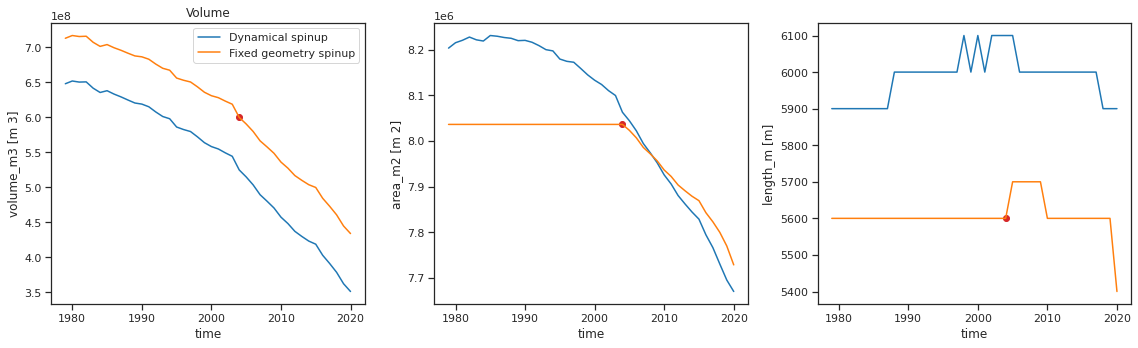 Volume
1e8
Dynamical spinup
Fixed geometry spinup
volume_m3 [m 3]
7.0
6.5
6.0
5.5
5.0
4.5
4.0
3.5
1980 1990 2000 2010 2020
time
1e6
area_m2 [m 2]
8.2
8.1
8.0
7.9
7.8
7.7
1980 1990 2000 2010 2020
time
length_m [m]
6100
6000
5900
5800
5700
5600
5500
5400
1980 1990 2000 2010 2020
time